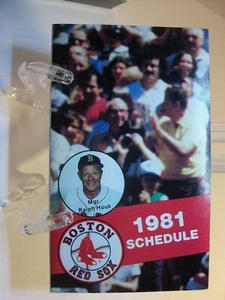 Mgr.
Ralph Houk
1981
SCHEDULE
BOSTON
RED SOX